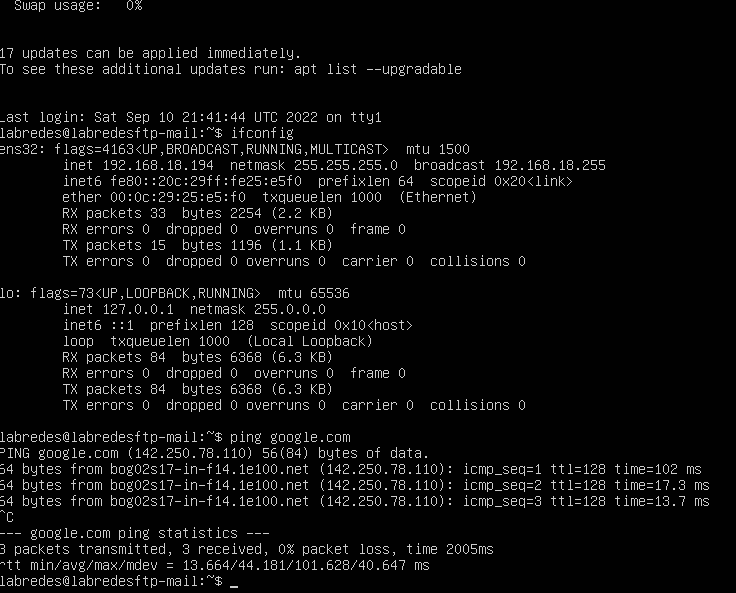 Swap usage:   0%
17 updates can be applied immediately.
To see these additional updates run: apt list --upgradable
Last login: Sat Sep 10 21:41:44 UTC 2022 on tty1
labredes@labredesftp-mail:~$ ifconfig
ens32: flags=4163<UP,BROADCAST,RUNNING,MULTICAST>  mtu 1500
        inet 192.168.18.194  netmask 255.255.255.0  broadcast 192.168.18.255
        inet6 fe80::20c:29ff:fe25:e5f0  prefixlen 64  scopeid 0x20<link>
        ether 00:0c:29:25:e5:f0  txqueuelen 1000  (Ethernet)
        RX packets 33  bytes 2254 (2.2 KB)
        RX errors 0  dropped 0  overruns 0  frame 0
        TX packets 15  bytes 1196 (1.1 KB)
        TX errors 0  dropped 0 overruns 0  carrier 0  collisions 0
lo: flags=73<UP,LOOPBACK,RUNNING>  mtu 65536
        inet 127.0.0.1  netmask 255.0.0.0
        inet6 ::1  prefixlen 128  scopeid 0x10<host>
        loop  txqueuelen 1000  (Local Loopback)
        RX packets 84  bytes 6368 (6.3 KB)
        RX errors 0  dropped 0  overruns 0  frame 0
        TX packets 84  bytes 6368 (6.3 KB)
        TX errors 0  dropped 0 overruns 0  carrier 0  collisions 0
labredes@labredesftp-mail:~$ ping google.com
PING google.com (142.250.78.110) 56(84) bytes of data.
64 bytes from bog02s17-in-f14.1e100.net (142.250.78.110): icmp_seq=1 ttl=128 time=102 ms
64 bytes from bog02s17-in-f14.1e100.net (142.250.78.110): icmp_seq=2 ttl=128 time=17.3 ms
64 bytes from bog02s17-in-f14.1e100.net (142.250.78.110): icmp_seq=3 ttl=128 time=13.7 ms
^C
--- google.com ping statistics ---
3 packets transmitted, 3 received, 0% packet loss, time 2005ms
rtt min/avg/max/mdev = 13.664/44.181/101.628/40.647 ms
labredes@labredesftp-mail:~$ _